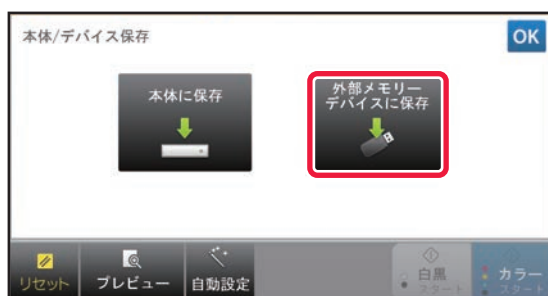 本体/デバイス保存
OK
本体に保存
外部メモリー
デバイスに保存
リセット
プレビュー
自動設定
白黒
スタート
カラー
スタート